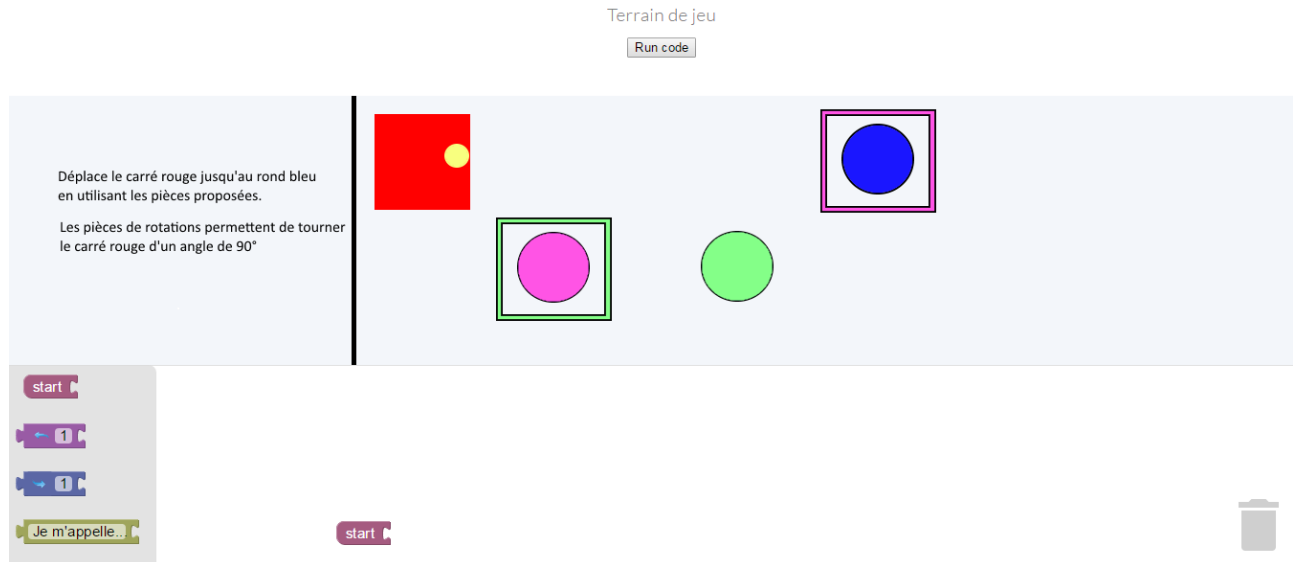 Terrain de jeu
Run code
Déplace le carré rouge jusqu'au rond bleu
en utilisant les pièces proposées.
Les pièces de rotations permettent de tourner
le carré rouge d'un angle de 90°
start
1
1
Je m'appelle...
start